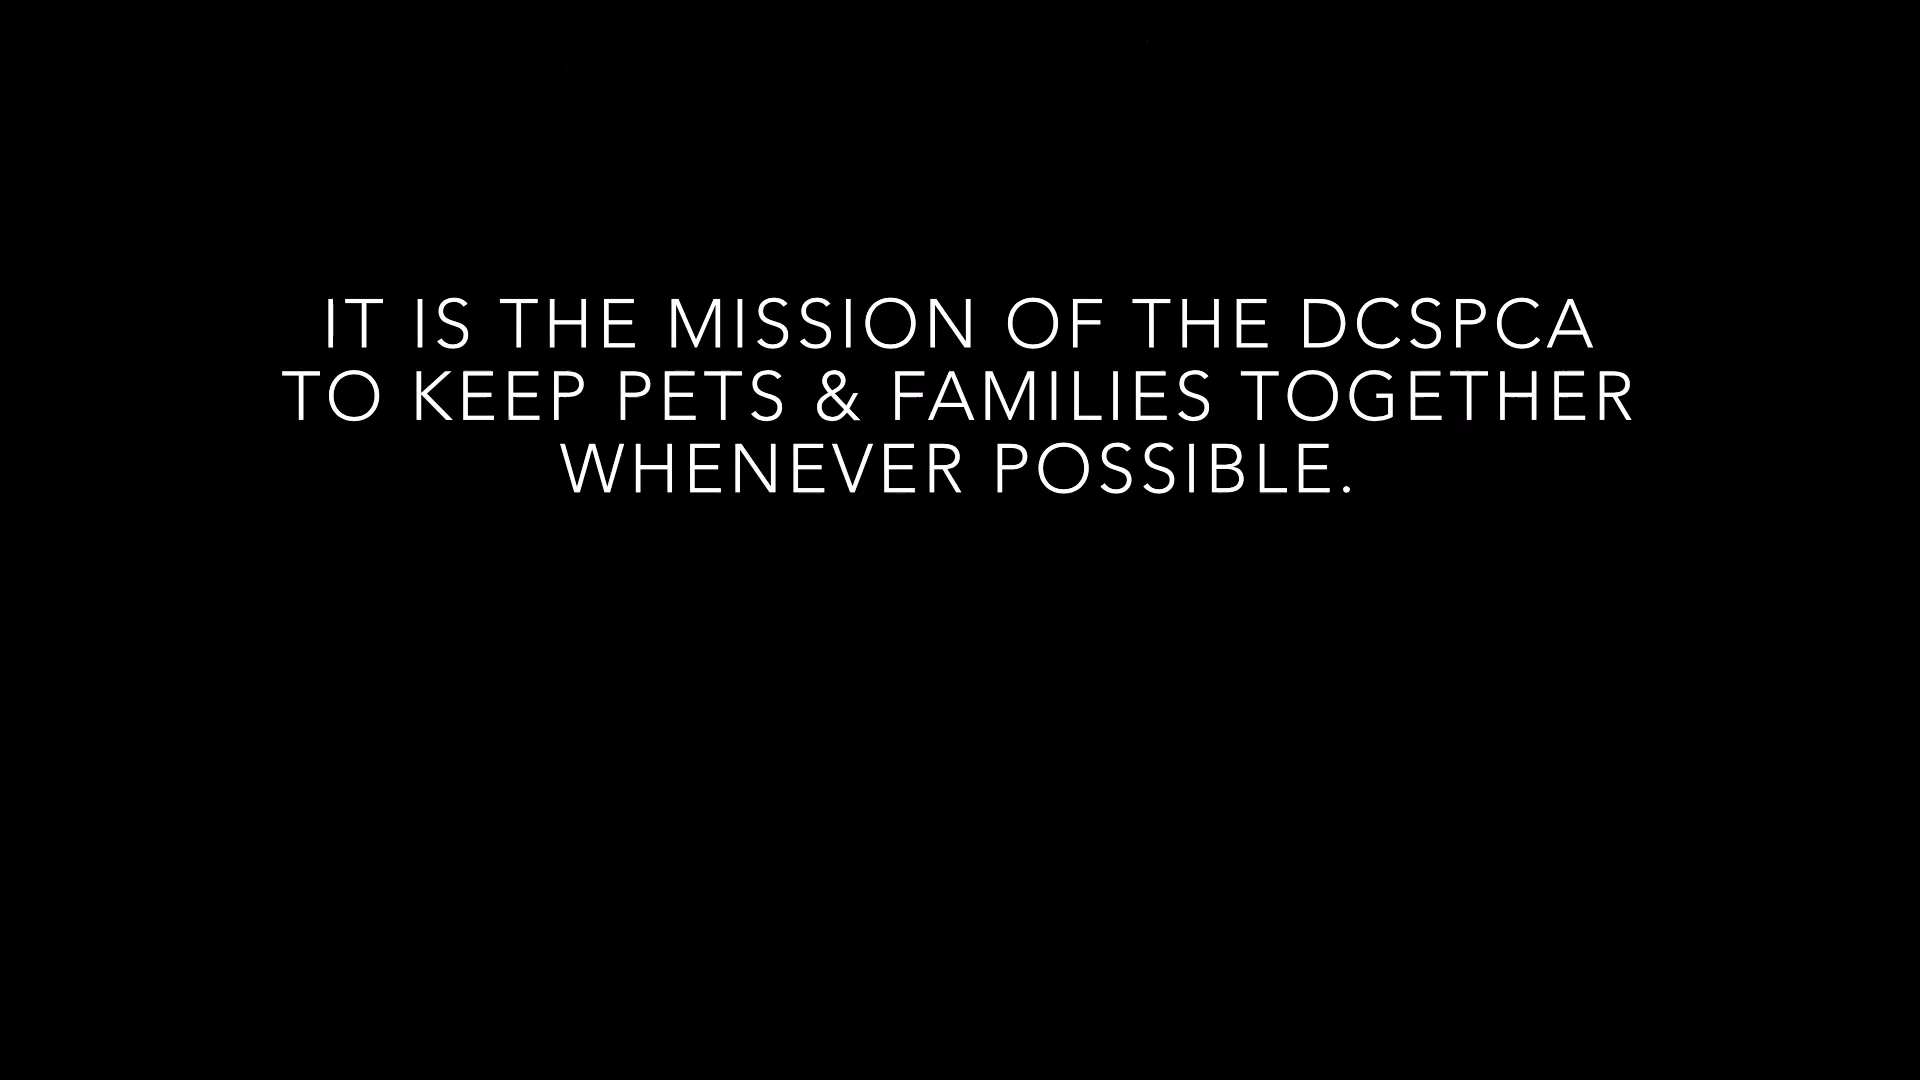 IT IS THE MISSION OF THE DCSPCA
TO KEEP PETS & FAMILIES TOGETHER
WHENEVER POSSIBLE.